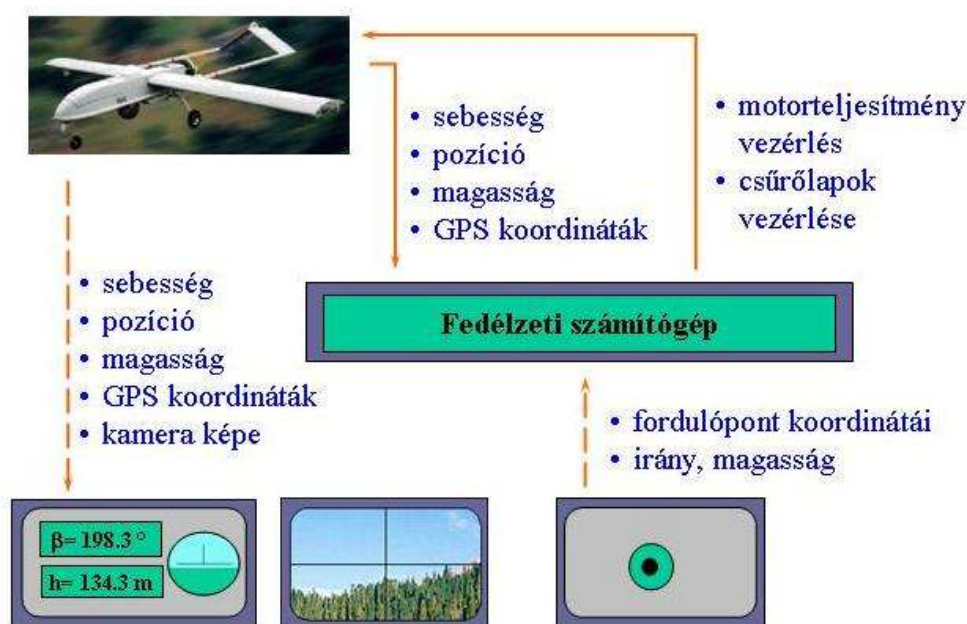 • sebesség
• pozíció
• magasság
• GPS koordináták
• motorteljesítmény
vezérlés
• csűrőlapok
vezérlése
• sebesség
• pozíció
• magasság
• GPS koordináták
• kamera képe
Fedélzeti számítógép
• fordulópont koordinátái
• irány, magasság
β= 198.3 °
h= 134.3 m